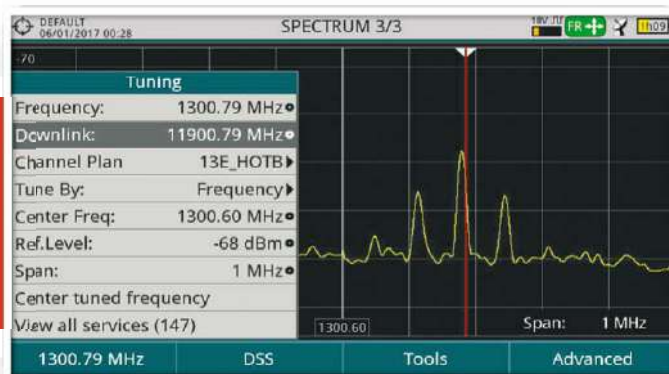 DEFAULT
06/01/2017 00:28
SPECTRUM 3/3
18V
FR
1h09
-70
Tuning
Frequency: 1300.79 MHz
Downlink: 11900.79 MHz
Channel Plan 13E_HOTB
Tune By: Frequency
Center Freq: 1300.60 MHz
Ref.Level: -68 dBm
Span: 1 MHz
Center tuned frequency
View all services (147)
1300.60
Span: 1 MHz
1300.79 MHz
DSS
Tools
Advanced